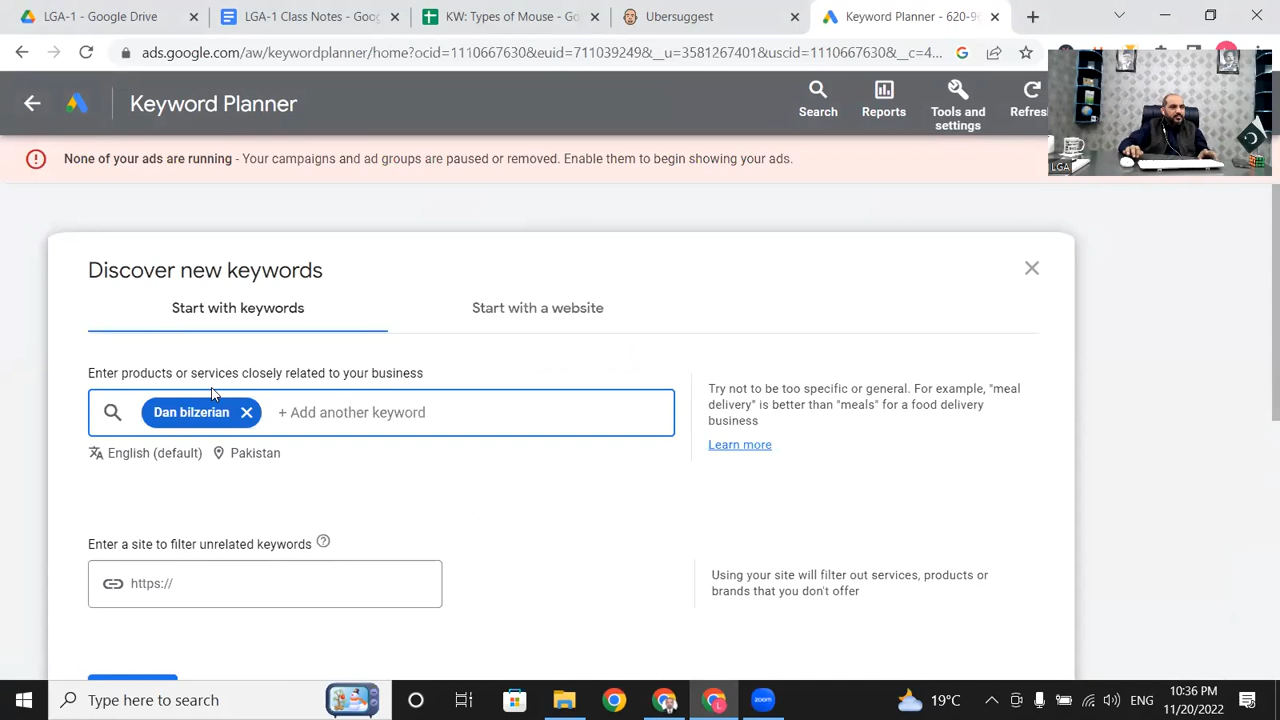 LGA-1 - Google Drive
LGA-1 Class Notes - Goog
KW: Types of Mouse - Go
Ubersuggest
Keyword Planner - 620-9
ads.google.com/aw/keywordplanner/home?ocid=1110667630&euid=711039249&__u=3581267401&uscid=1110667630&__c=4...
Keyword Planner
Search
Reports
Tools and
settings
Refres
LGA
None of your ads are running - Your campaigns and ad groups are paused or removed. Enable them to begin showing your ads.
Discover new keywords
Start with keywords
Start with a website
Enter products or services closely related to your business
Dan bilzerian
+ Add another keyword
English (default)
Pakistan
Try not to be too specific or general. For example, "meal
delivery" is better than "meals" for a food delivery
business
Learn more
Enter a site to filter unrelated keywords
https://
Using your site will filter out services, products or
brands that you don't offer
Type here to search
19°C
ENG
10:36 PM
11/20/2022